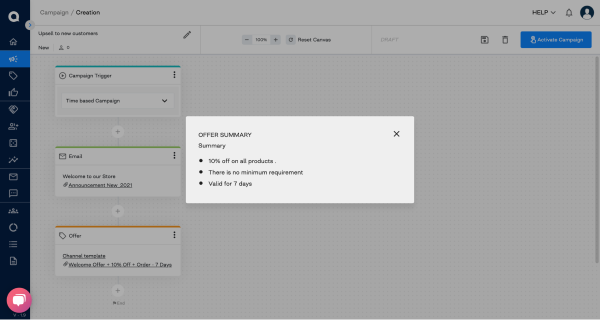 Campaign / Creation
HELP
Upsell to new customers
New
0
100%
Reset Canvas
DRAFT
Activate Campaign
Campaign Trigger
Time based Campaign
Email
Welcome to our Store
Announcement New_2021
Offer
Channel template
Welcome Offer + 10% Off + Order - 7 Days
End
OFFER SUMMARY
Summary
10% off on all products .
There is no minimum requirement
Valid for 7 days